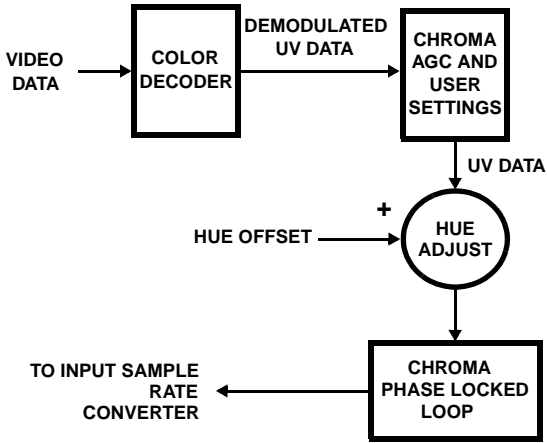 VIDEO
DATA
COLOR
DECODER
DEMODULATED
UV DATA
CHROMA
AGC AND
USER
SETTINGS
UV DATA
+
HUE OFFSET
HUE
ADJUST
CHROMA
PHASE LOCKED
LOOP
TO INPUT SAMPLE
RATE
CONVERTER